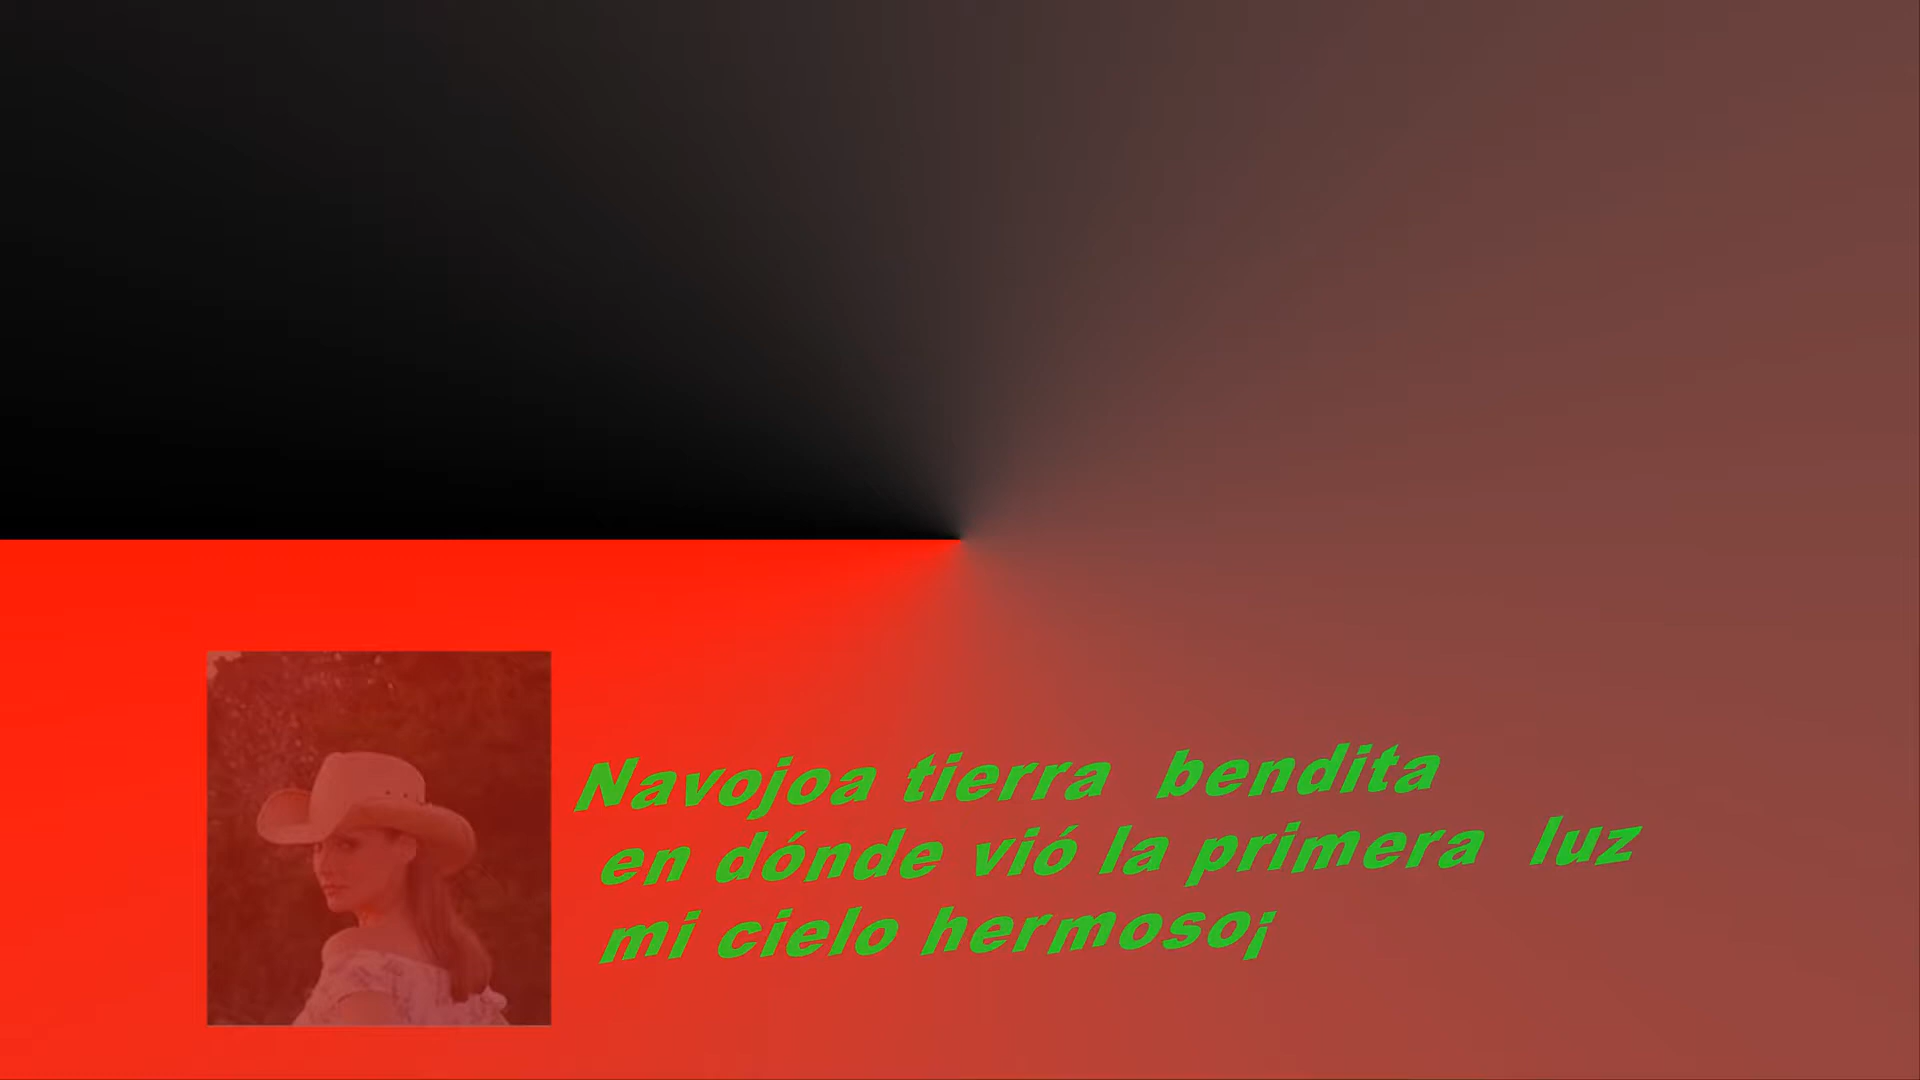 Navojoa tierra bendita
en dónde vió la primera luz
mi cielo hermoso¡